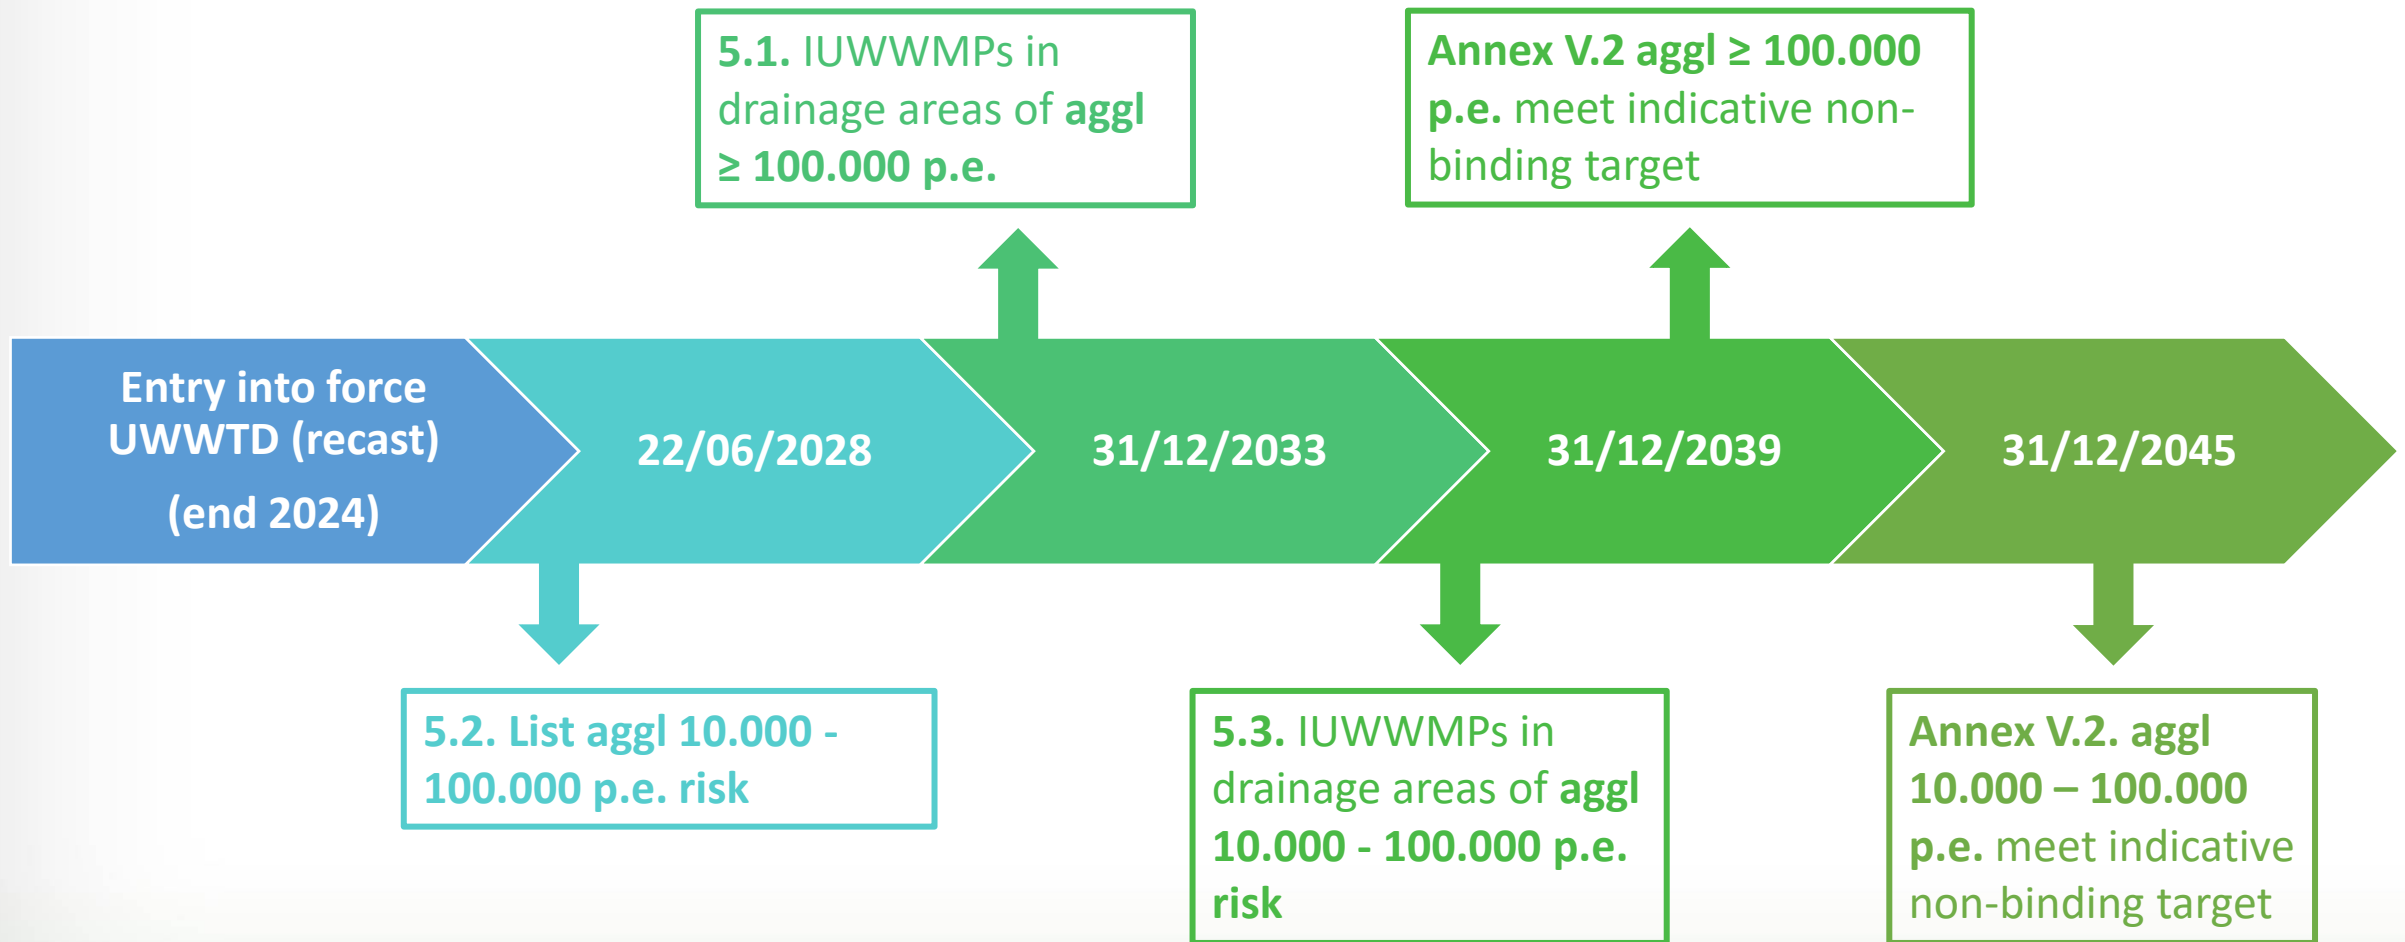 5.1. IUWWMPs in
drainage areas of aggl
≥ 100.000 p.e.
Annex V.2 aggl ≥ 100.000
p.e. meet indicative non-
binding target
Entry into force
UWWTD (recast)
(end 2024)
22/06/2028
31/12/2033
31/12/2039
31/12/2045
5.2. List aggl 10.000 -
100.000 p.e. risk
5.3. IUWWMPs in
drainage areas of aggl
10.000 - 100.000 p.e.
risk
Annex V.2. aggl
10.000 – 100.000
p.e. meet indicative
non-binding target